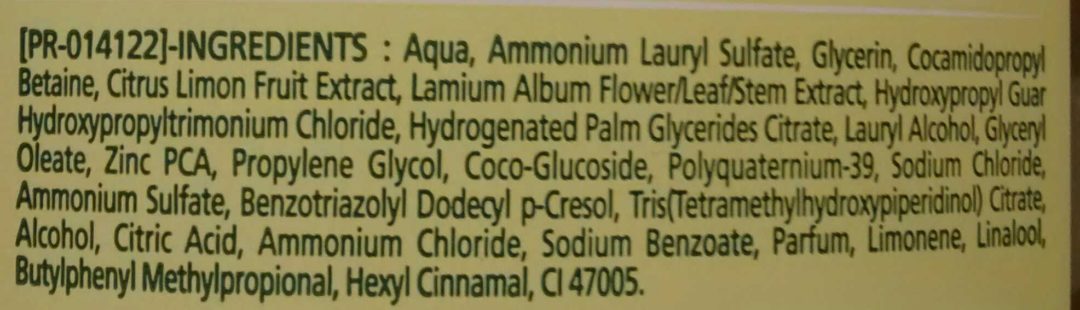 [PR-014122]-INGREDIENTS : Aqua, Ammonium Lauryl Sulfate, Glycerin, Cocamidopropyl
Betaine, Citrus Limon Fruit Extract, Lamium Album Flower/Leaf/Stem Extract, Hydroxypropyl Guar
Hydroxypropyltrimonium Chloride, Hydrogenated Palm Glycerides Citrate, Lauryl Alcohol, Glyceryl
Oleate, Zinc PCA, Propylene Glycol, Coco-Glucoside, Polyquaternium-39, Sodium Chloride,
Ammonium Sulfate, Benzotriazolyl Dodecyl p-Cresol, Tris(Tetramethylhydroxypiperidinol) Citrate,
Alcohol, Citric Acid, Ammonium Chloride, Sodium Benzoate, Parfum, Limonene, Linalool,
Butylphenyl Methylpropional, Hexyl Cinnamal, CI 47005.